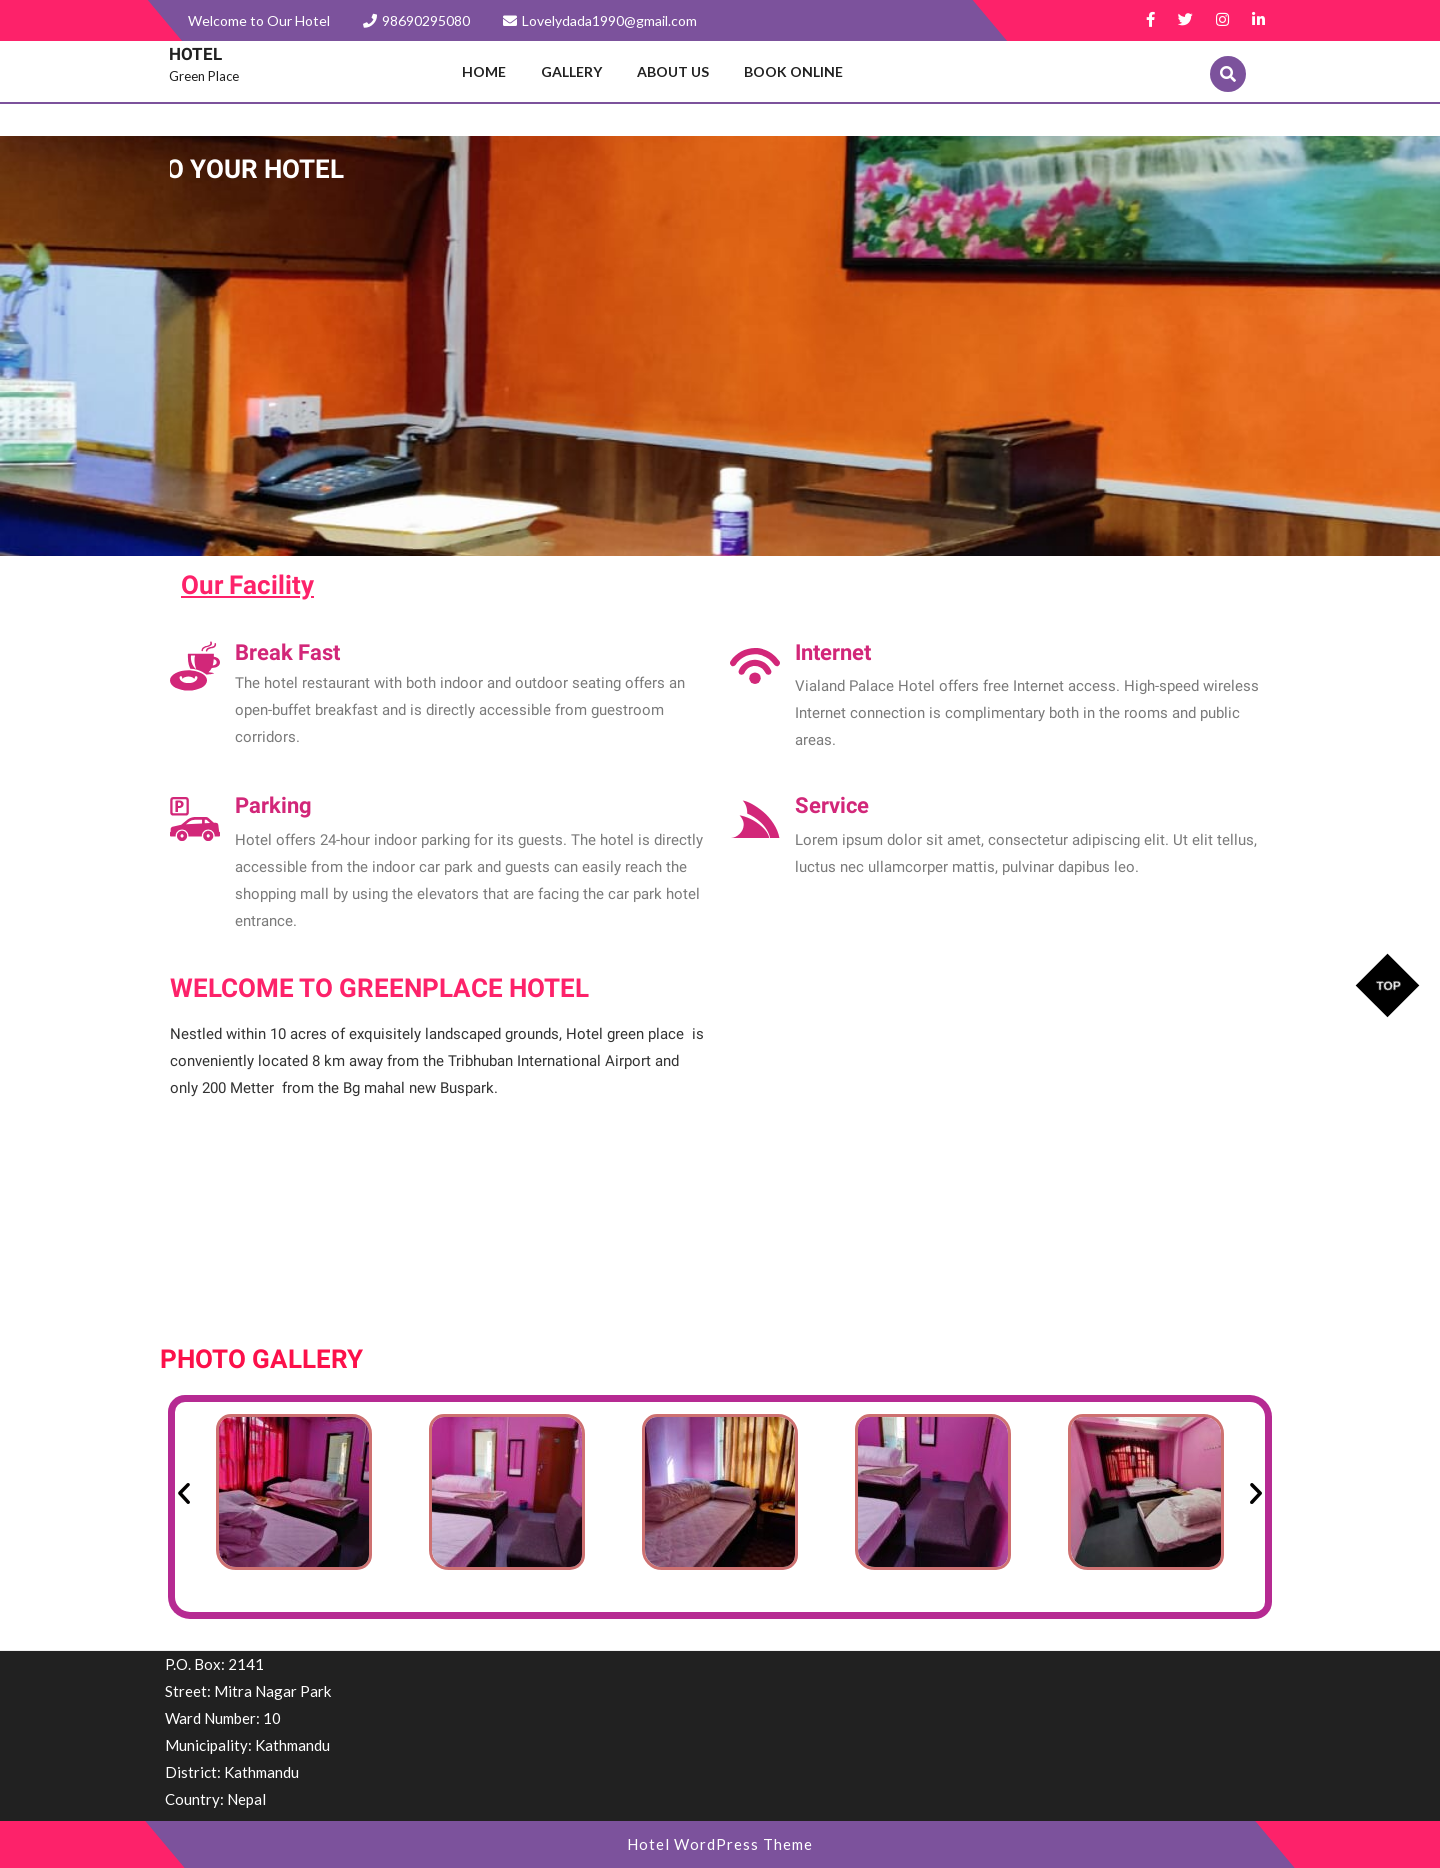 Welcome to Our Hotel 98690295080 Lovelydada1990@gmail.com
HOTEL
Green Place
HOME GALLERY ABOUT US BOOK ONLINE
O YOUR HOTEL
Our Facility
Break Fast
The hotel restaurant with both indoor and outdoor seating offers an
open-buffet breakfast and is directly accessible from guestroom
corridors.
Internet
Vialand Palace Hotel offers free Internet access. High-speed wireless
Internet connection is complimentary both in the rooms and public
areas.
P
Parking
Hotel offers 24-hour indoor parking for its guests. The hotel is directly
accessible from the indoor car park and guests can easily reach the
shopping mall by using the elevators that are facing the car park hotel
entrance.
Service
Lorem ipsum dolor sit amet, consectetur adipiscing elit. Ut elit tellus,
luctus nec ullamcorper mattis, pulvinar dapibus leo.
TOP
WELCOME TO GREENPLACE HOTEL
Nestled within 10 acres of exquisitely landscaped grounds, Hotel green place is
conveniently located 8 km away from the Tribhuban International Airport and
only 200 Metter from the Bg mahal new Buspark.
PHOTO GALLERY
P.O. Box: 2141
Street: Mitra Nagar Park
Ward Number: 10
Municipality: Kathmandu
District: Kathmandu
Country: Nepal
Hotel WordPress Theme